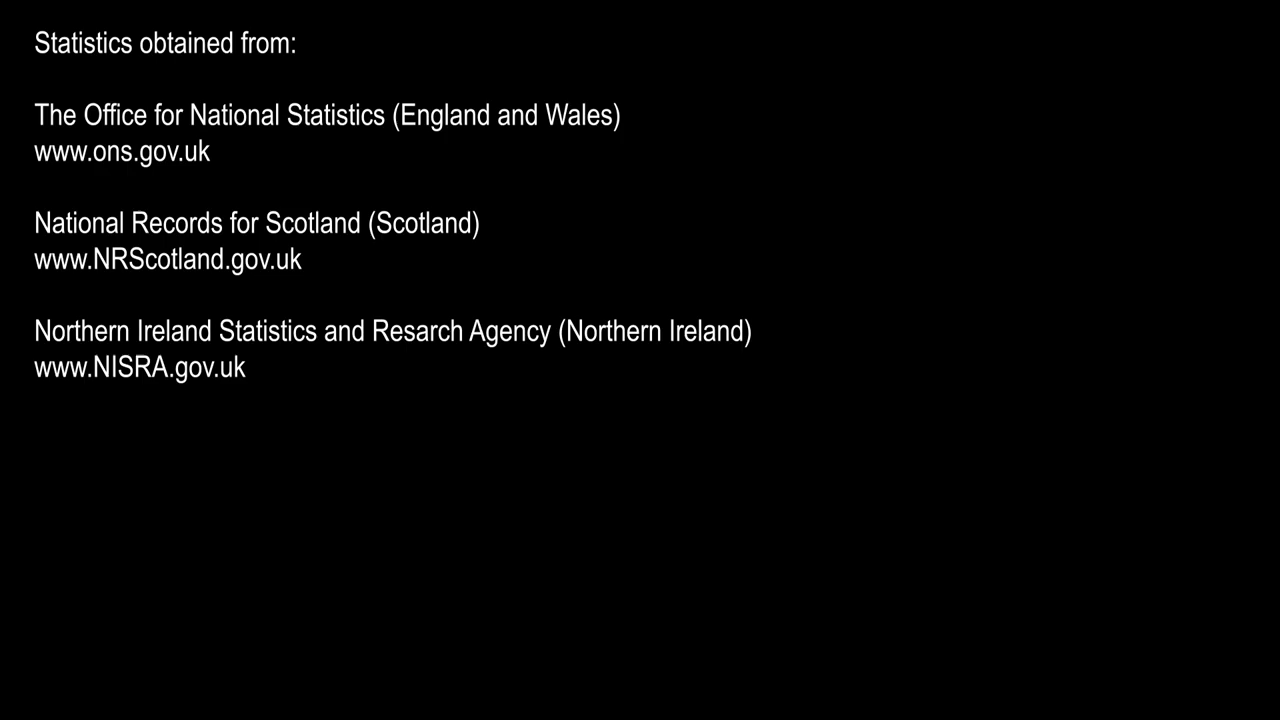 Statistics obtained from:
The Office for National Statistics (England and Wales)
www.ons.gov.uk
National Records for Scotland (Scotland)
www.NRScotland.gov.uk
Northern Ireland Statistics and Resarch Agency (Northern Ireland)
www.NISRA.gov.uk